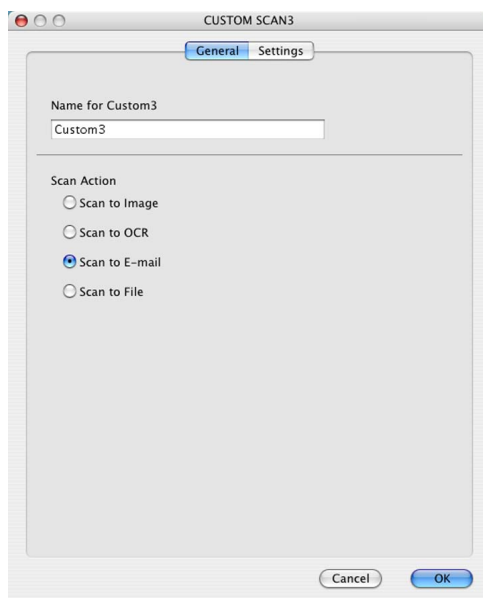 CUSTOM SCAN3
General Settings
Name for Custom3
Custom3
Scan Action
Scan to Image
Scan to OCR
Scan to E-mail
Scan to File
Cancel OK